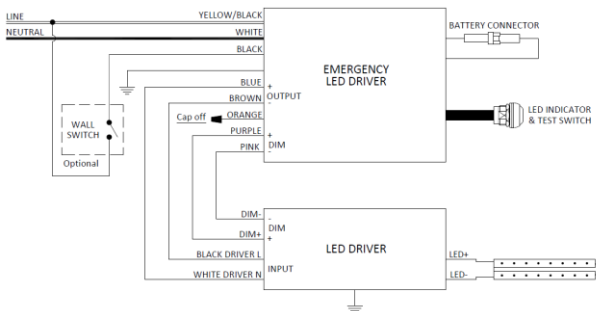 LINE
YELLOW/BLACK
NEUTRAL
WHITE
BLACK
BATTERY CONNECTOR
EMERGENCY
LED DRIVER
BLUE
+
OUTPUT
BROWN
-
Cap off
ORANGE
LED INDICATOR
& TEST SWITCH
WALL
SWITCH
Optional
PURPLE
+
DIM
PINK
-
DIM-
-
DIM
DIM+
+
LED DRIVER
BLACK DRIVER L
INPUT
WHITE DRIVER N
LED+
LED-